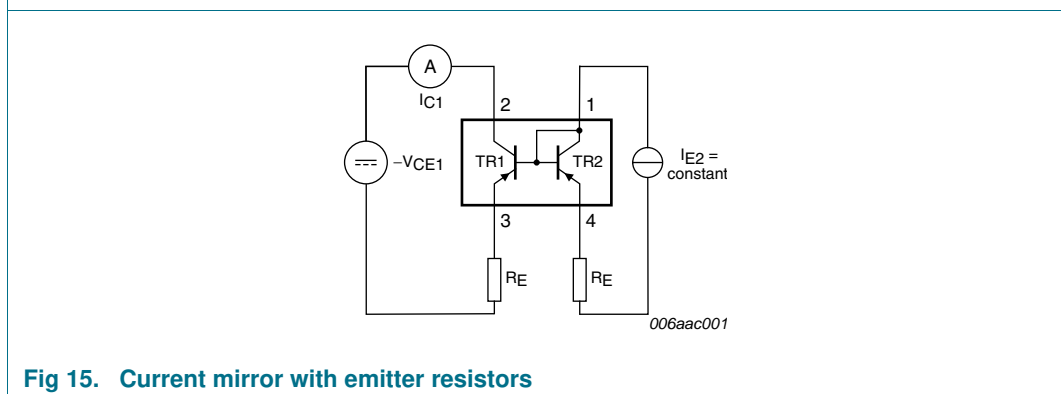 A
IC1
2
1
–VCE1
TR1
TR2
IE2 =
constant
3
4
RE
RE
006aac001
Fig 15. Current mirror with emitter resistors